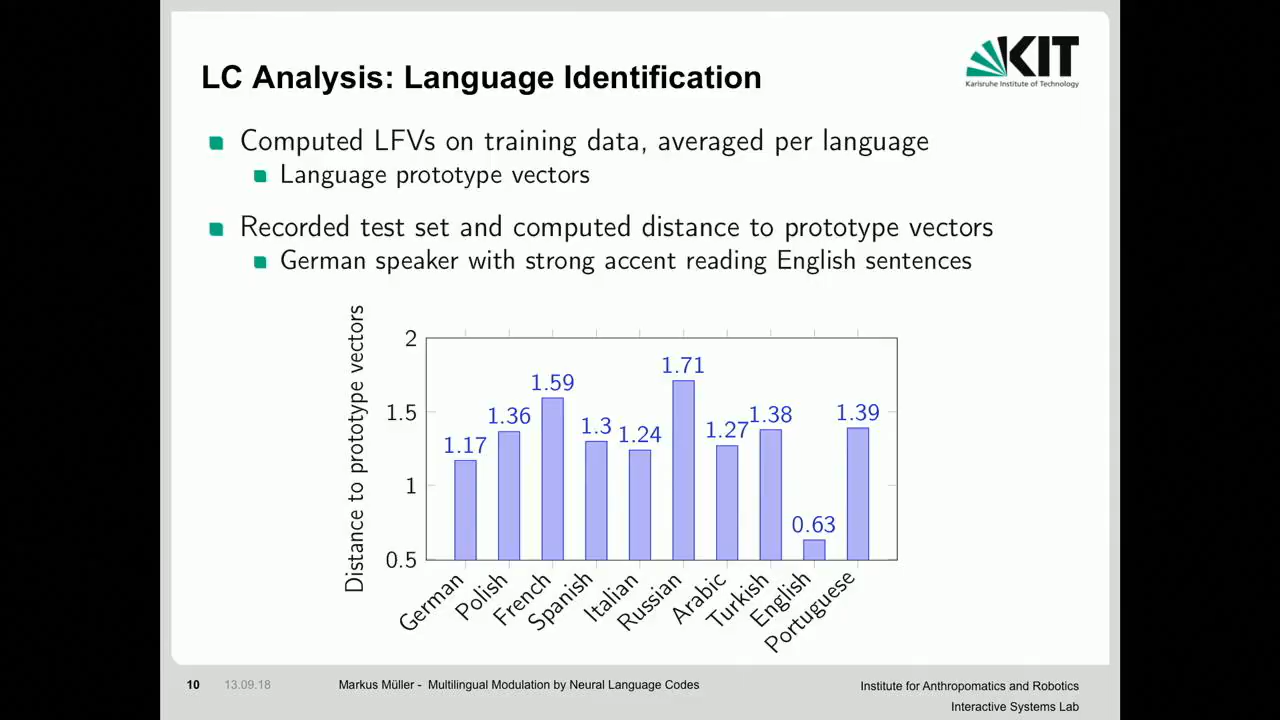 LC Analysis: Language Identification
KIT
Karlsruhe Institute of Technology
Computed LFVs on training data, averaged per language
Language prototype vectors
Recorded test set and computed distance to prototype vectors
German speaker with strong accent reading English sentences
Distance to prototype vectors
2
1.5
1
0.5
1.17
1.36
1.59
1.3
1.24
1.71
1.27
1.38
0.63
1.39
German
Polish
French
Spanish
Italian
Russian
Arabic
Turkish
English
Portuguese
10
13.09.18
Markus Müller - Multilingual Modulation by Neural Language Codes
Institute for Anthropomatics and Robotics
Interactive Systems Lab